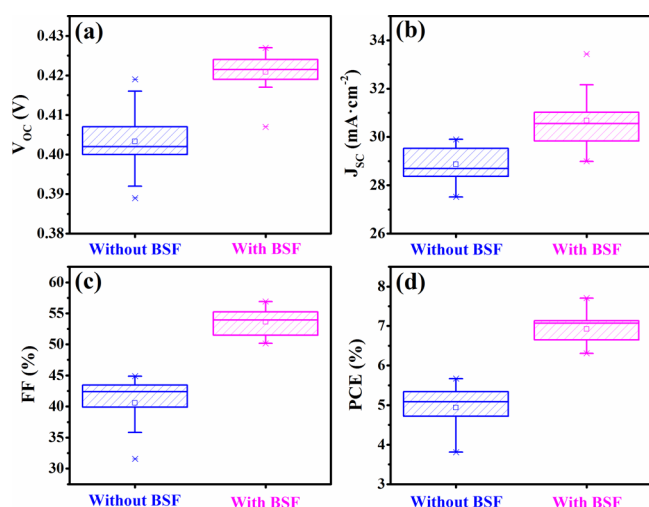 (a)
V_OC (V)
0.43
0.42
0.41
0.40
0.39
0.38
Without BSF
With BSF
(b)
J_SC (mA·cm⁻²)
34
32
30
28
26
Without BSF
With BSF
(c)
FF (%)
60
55
50
45
40
35
30
Without BSF
With BSF
(d)
PCE (%)
8
7
6
5
4
3
Without BSF
With BSF